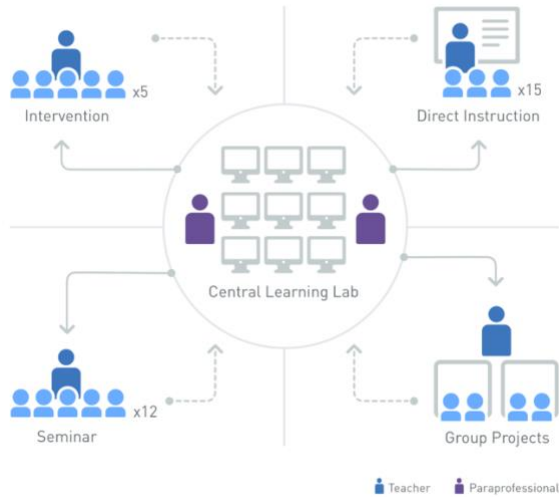 x5
Intervention
x15
Direct Instruction
Central Learning Lab
x12
Seminar
Group Projects
Teacher
Paraprofessional